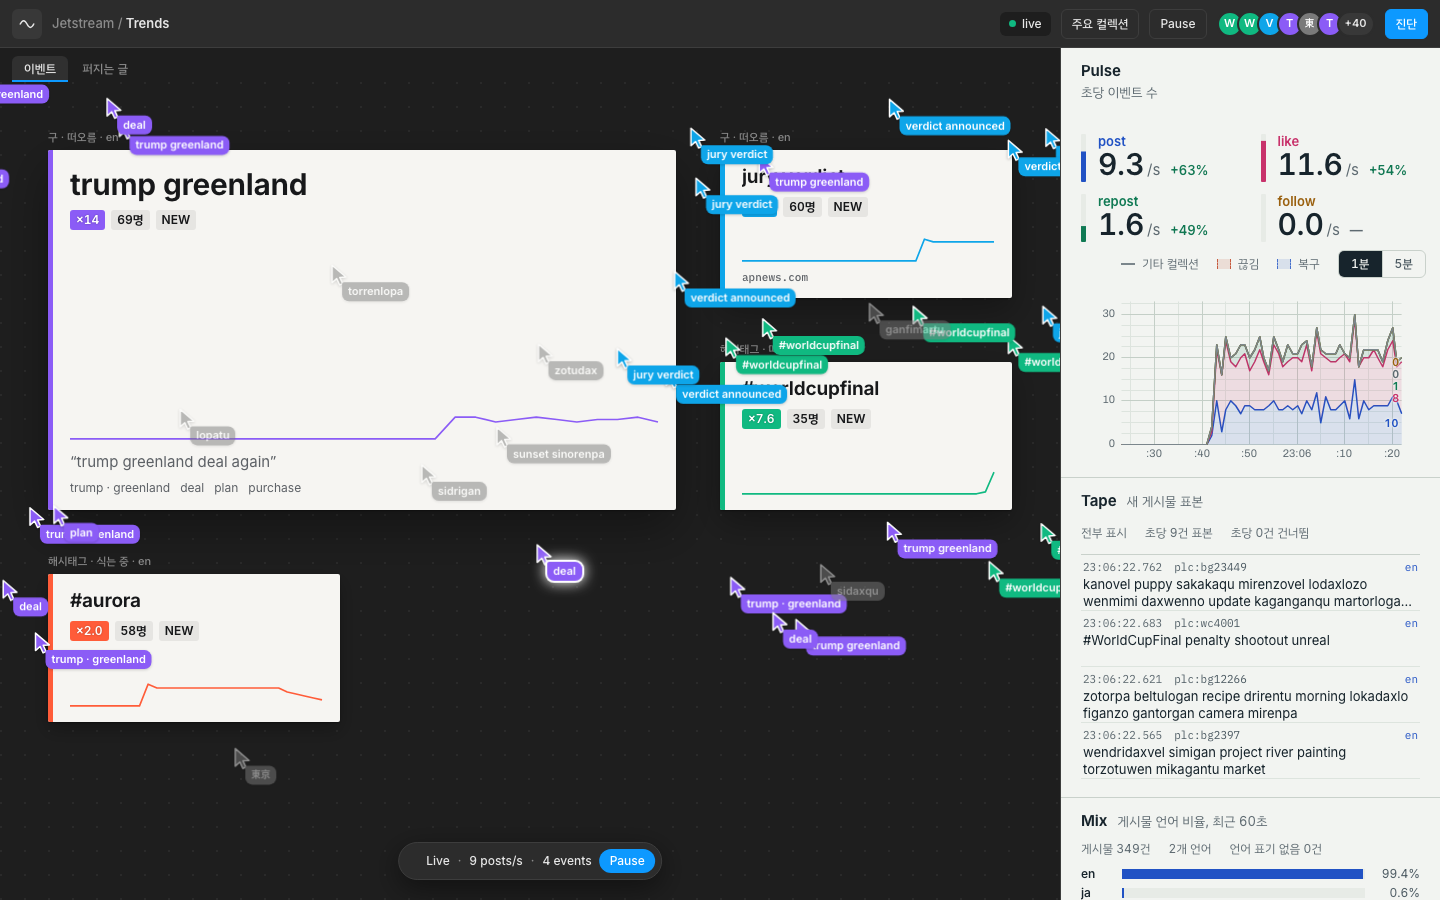 Jetstream / Trends
live
주요 컬렉션
Pause
W W V T 東 T +40
진단
이벤트
퍼지는 글
deal
trump greenland
구 · 떠오름 · en
trump greenland
×14 69명 NEW
torrenlopa
zotudax
jury verdict
verdict announced
lopatu
sunset sinorenpa
sidrigan
“trump greenland deal again”
trump · greenland deal plan purchase
plan
deal
해시태그 · 식는 중 · en
#aurora
×2.0 58명 NEW
deal
trump · greenland
東京
구 · 떠오름 · en
verdict announced
jury verdict
trump greenland
jury verdict
60명 NEW
apnews.com
verdict announced
#worldcupfinal
#worldcupfinal
#worldcupfinal
#worldcupfinal
×7.6 35명 NEW
trump greenland
sidaxqu
trump · greenland
deal
trump greenland
Live · 9 posts/s · 4 events
Pause
Pulse
초당 이벤트 수
post
9.3 /s +63%
like
11.6 /s +54%
repost
1.6 /s +49%
follow
0.0 /s —
기타 컬렉션 끊김 복구
1분 5분
30
20
10
0
:30 :40 :50 23:06 :10 :20
0
1
8
10
Tape 새 게시물 표본
전부 표시 초당 9건 표본 초당 0건 건너뜀
23:06:22.762 plc:bg23449 en
kanovel puppy sakakaqu mirenzovel lodaxlozo
wenmimi daxwenno update kaganganqu martorloga...
23:06:22.683 plc:wc4001 en
#WorldCupFinal penalty shootout unreal
23:06:22.621 plc:bg12266 en
zotorpa beltulogan recipe drirentu morning lokadaxlo
figanzo gantorgan camera mirenpa
23:06:22.565 plc:bg2397 en
wendridaxvel simigan project river painting
torzotuwen mikagantu market
Mix 게시물 언어 비율, 최근 60초
게시물 349건 2개 언어 언어 표기 없음 0건
en 99.4%
ja 0.6%